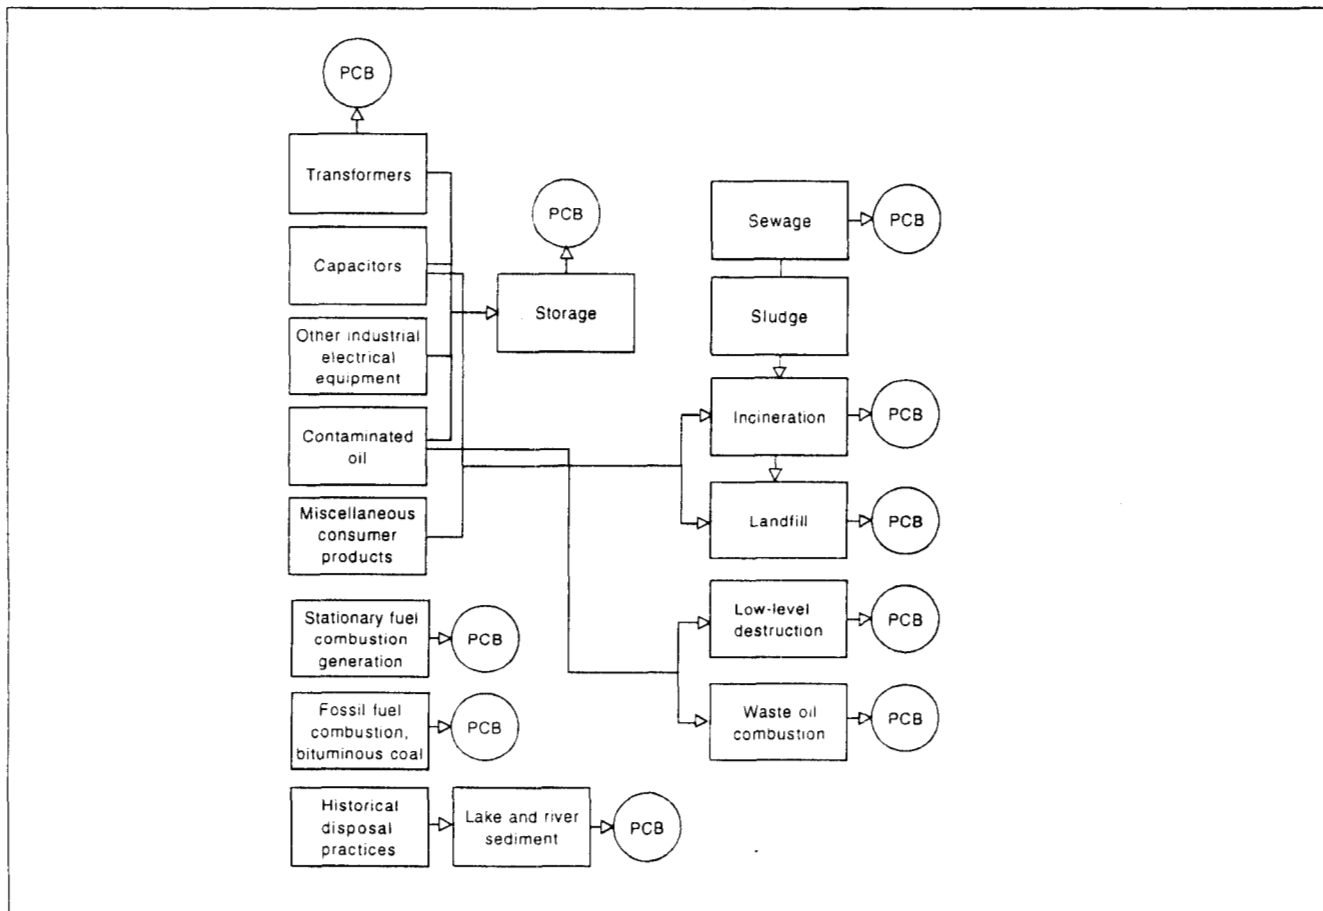 PCB
Transformers
Capacitors
Other industrial
electrical
equipment
Contaminated
oil
Miscellaneous
consumer
products
PCB
Storage
Sewage
PCB
Sludge
Incineration
PCB
Landfill
PCB
Low-level
destruction
PCB
Waste oil
combustion
PCB
Stationary fuel
combustion
generation
PCB
Fossil fuel
combustion,
bituminous coal
PCB
Historical
disposal
practices
Lake and river
sediment
PCB